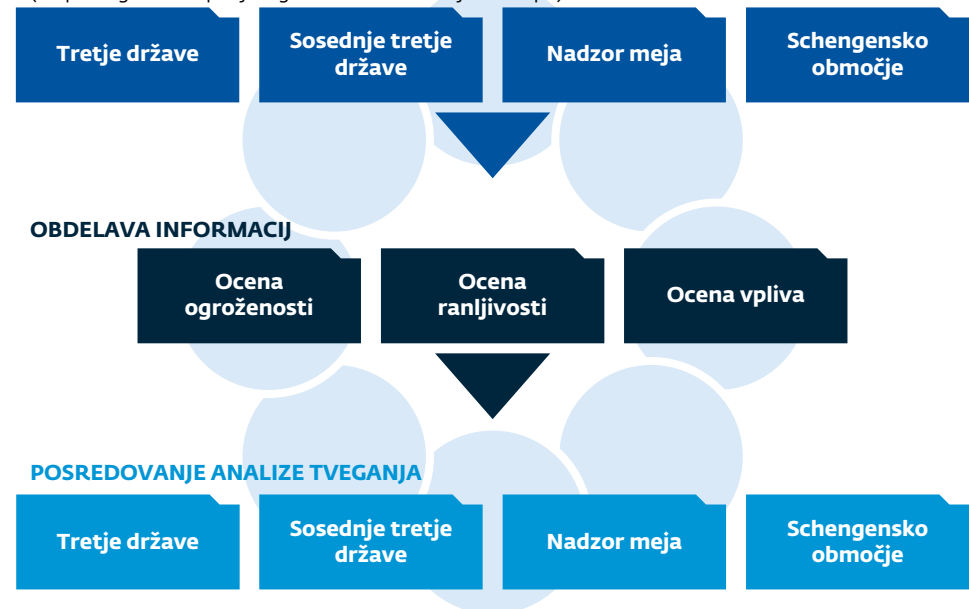 Tretje države
Sosednje tretje
države
Nadzor meja
Schengensko
območje
OBDELAVA INFORMACIJ
Ocena
ogroženosti
Ocena
ranljivosti
Ocena vpliva
POSREDOVANJE ANALIZE TVEGANJA
Tretje države
Sosednje tretje
države
Nadzor meja
Schengensko
območje